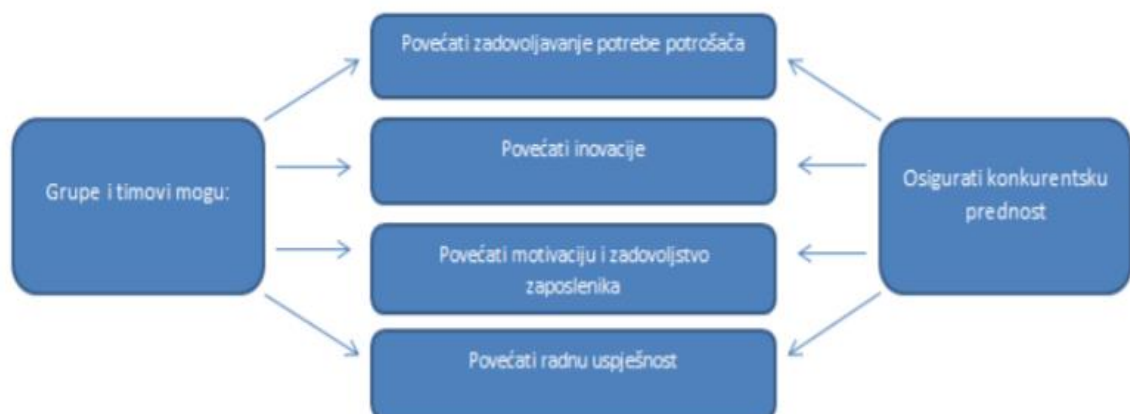 Grupe i timovi mogu:
Povećati zadovoljavanje potrebe potrošača
Povećati inovacije
Povećati motivaciju i zadovoljstvo
zaposlenika
Povećati radnu uspješnost
Osigurati konkurentsku
prednost